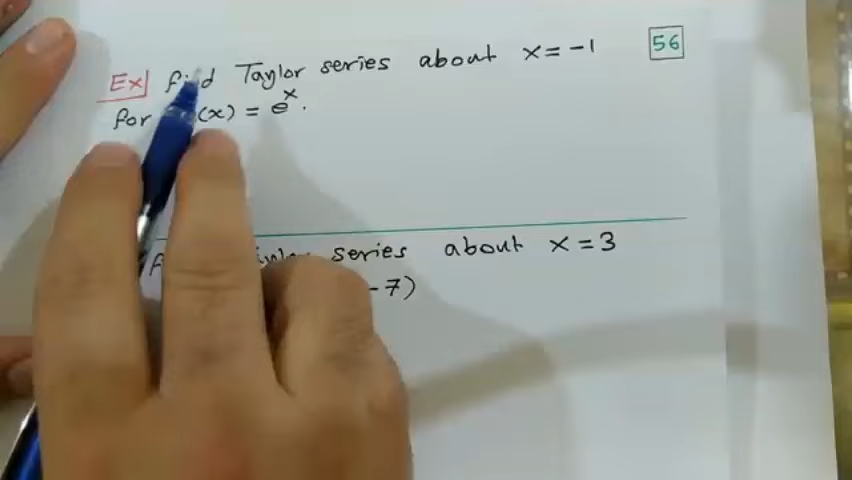 Ex find Taylor series about x = -1
56
for (x) = e^x.
series about x = 3
- 7)